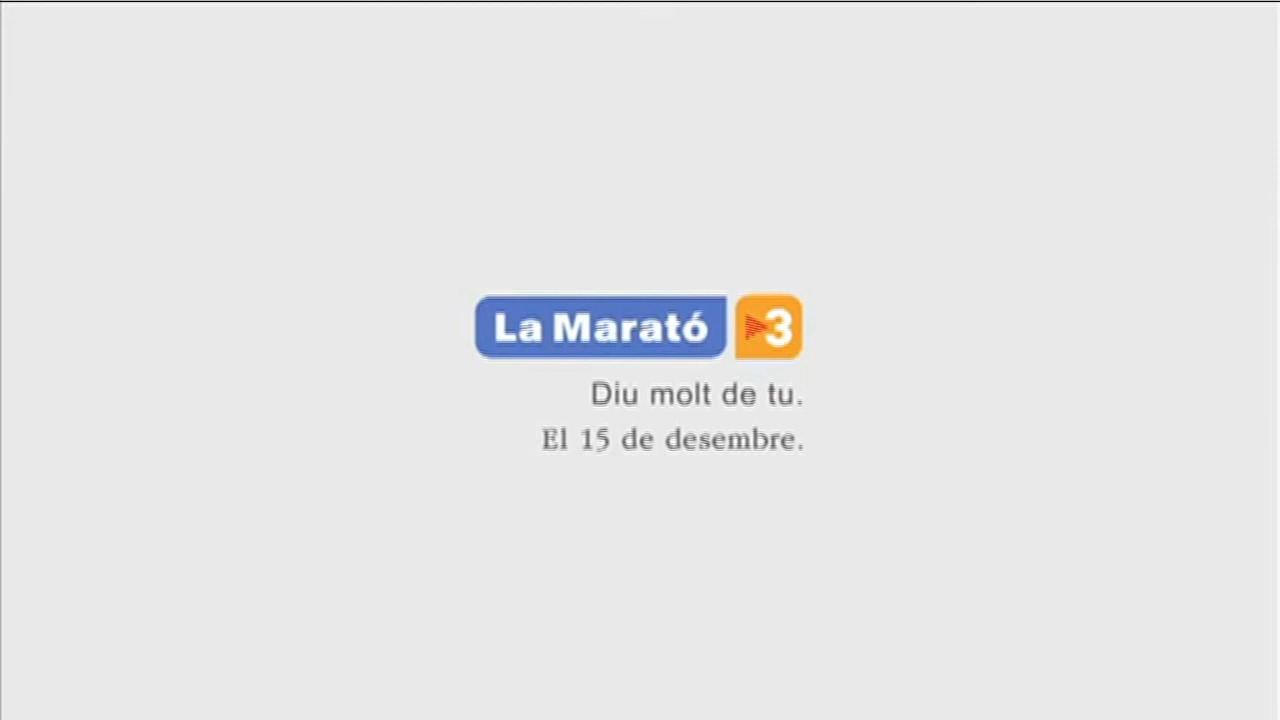 La Marató 3
Diu molt de tu.
El 15 de desembre.